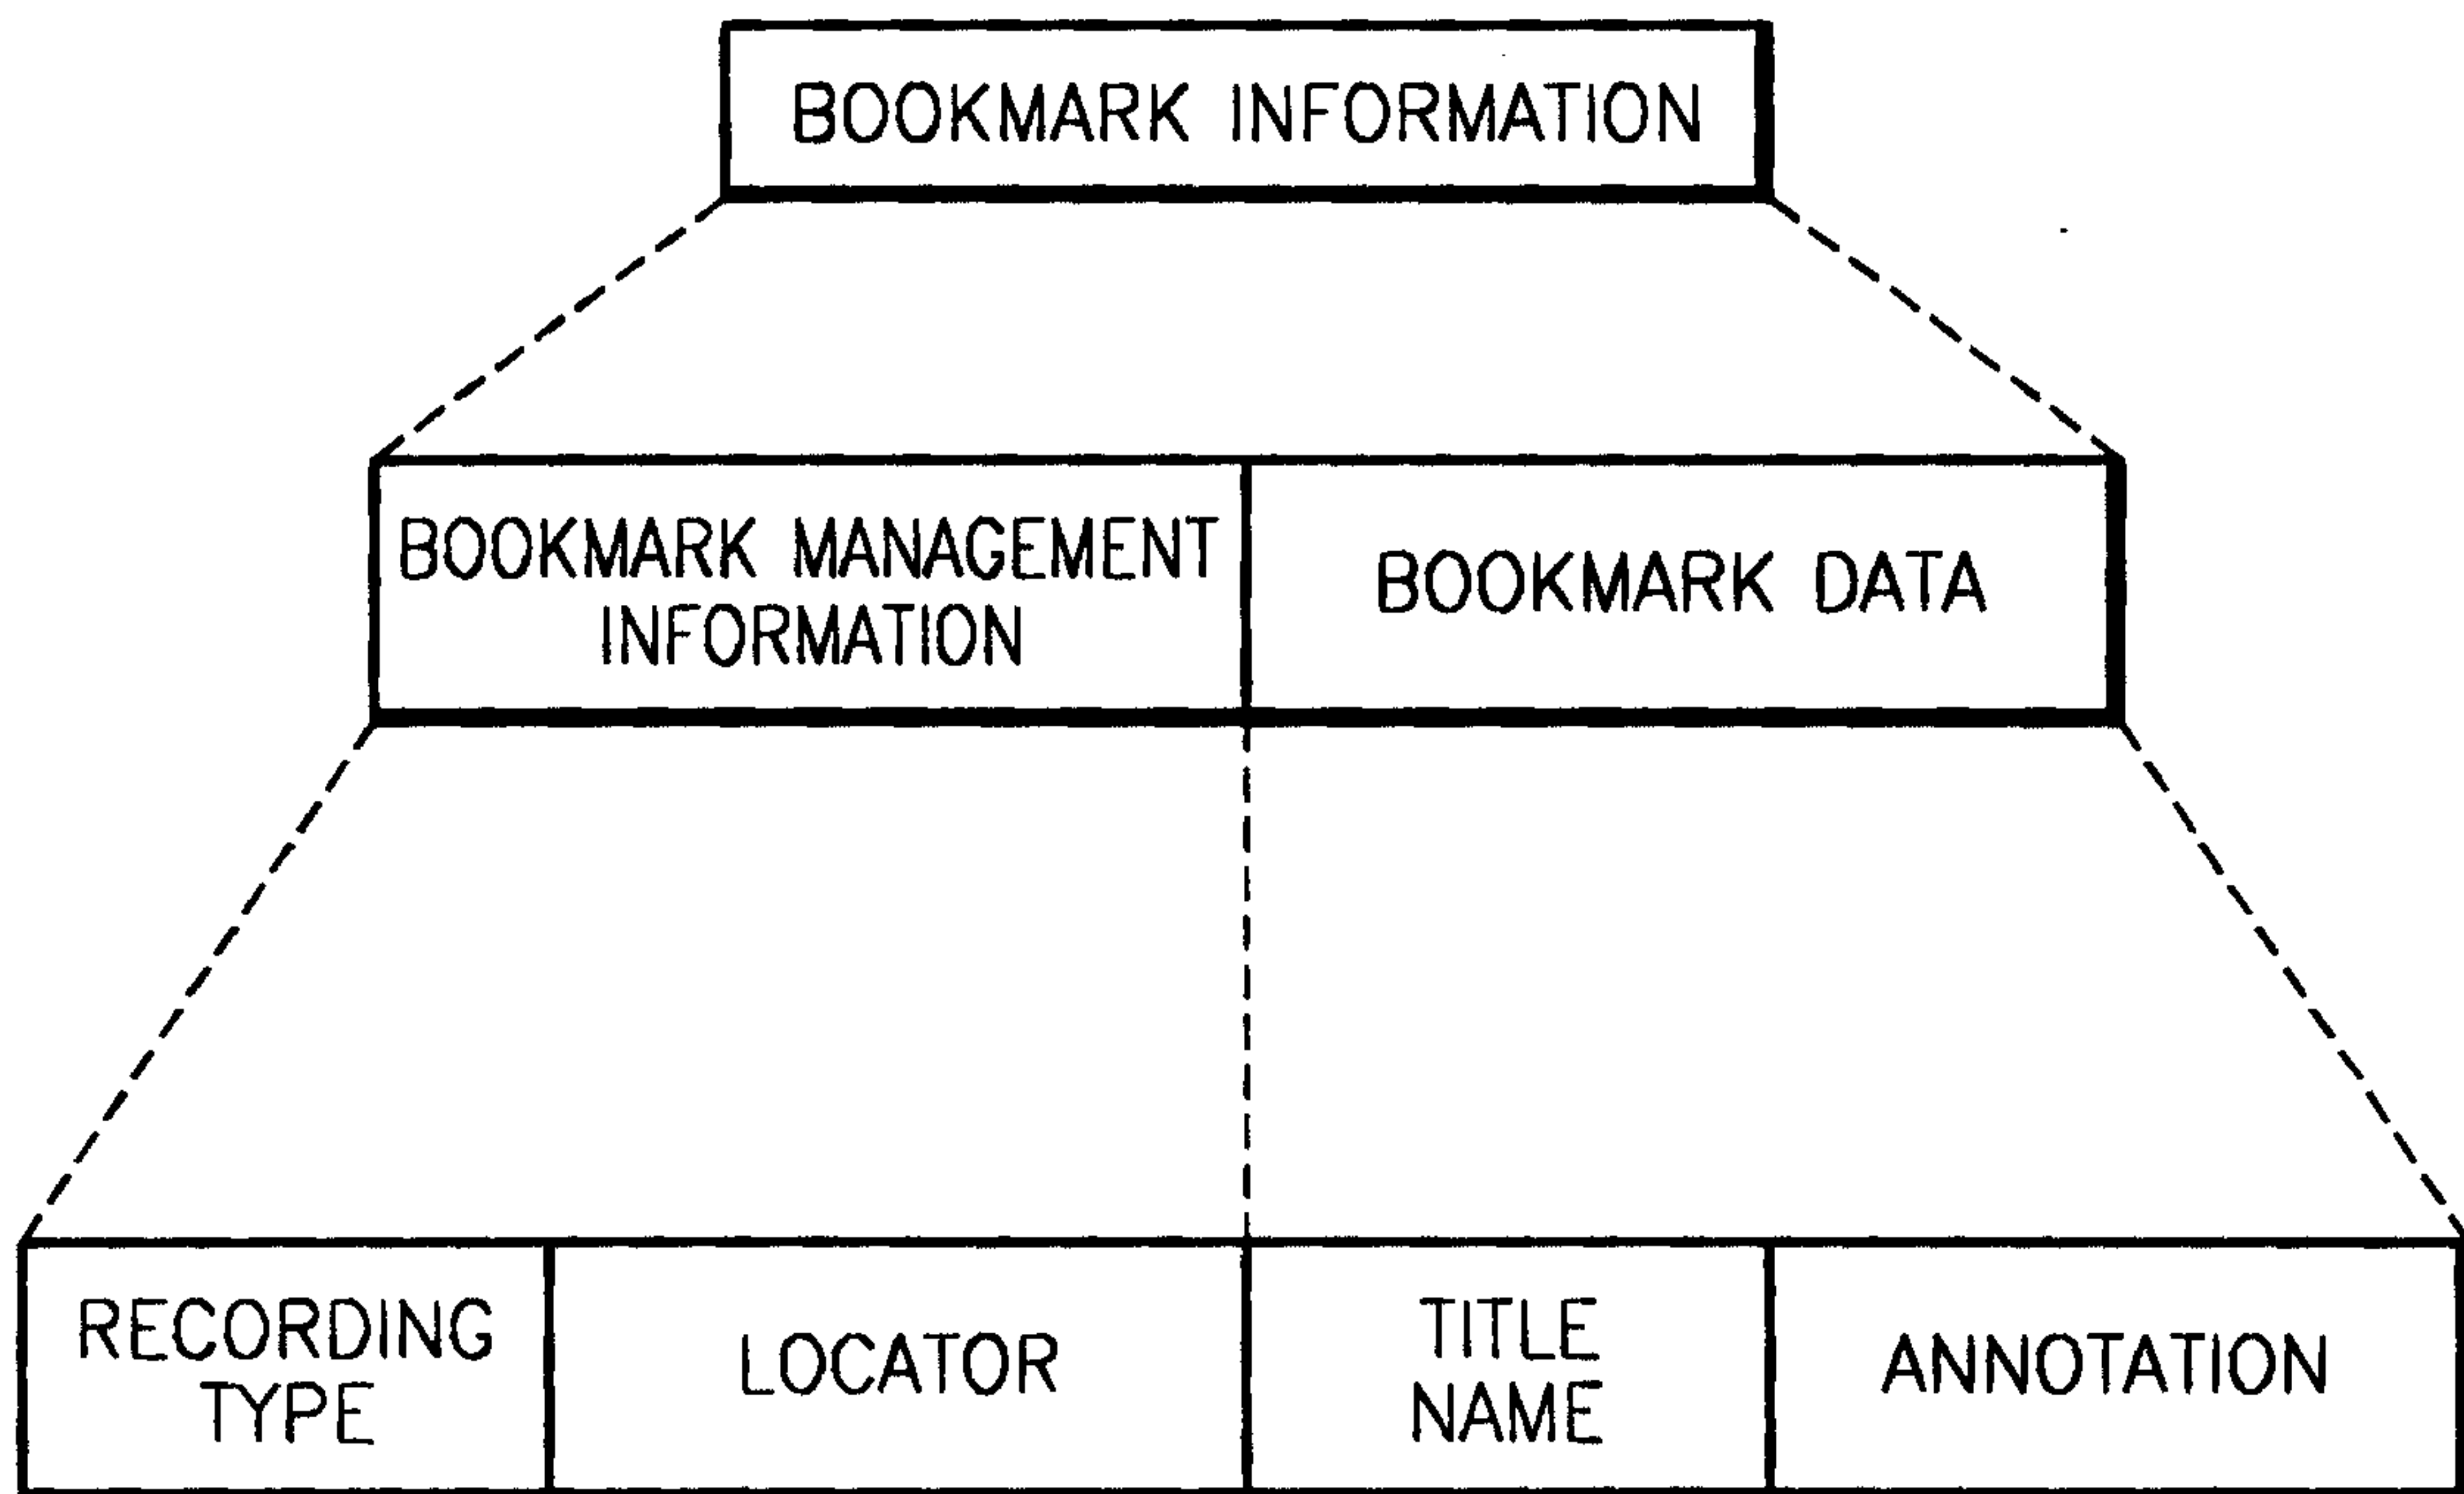 BOOKMARK INFORMATION
BOOKMARK MANAGEMENT
INFORMATION
BOOKMARK DATA
RECORDING
TYPE
LOCATOR
TITLE
NAME
ANNOTATION